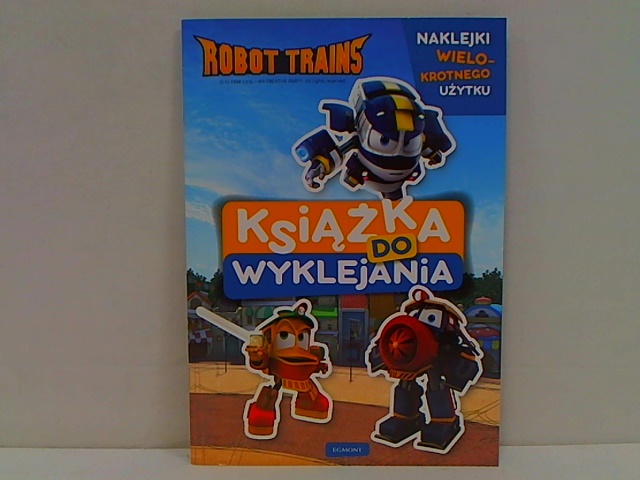 ROBOT TRAINS
NAKLEJKI
WIELO-
KROTNEGO
UŻYTKU
KSIĄŻKA
DO
WYKLEJANIA
EGMONT